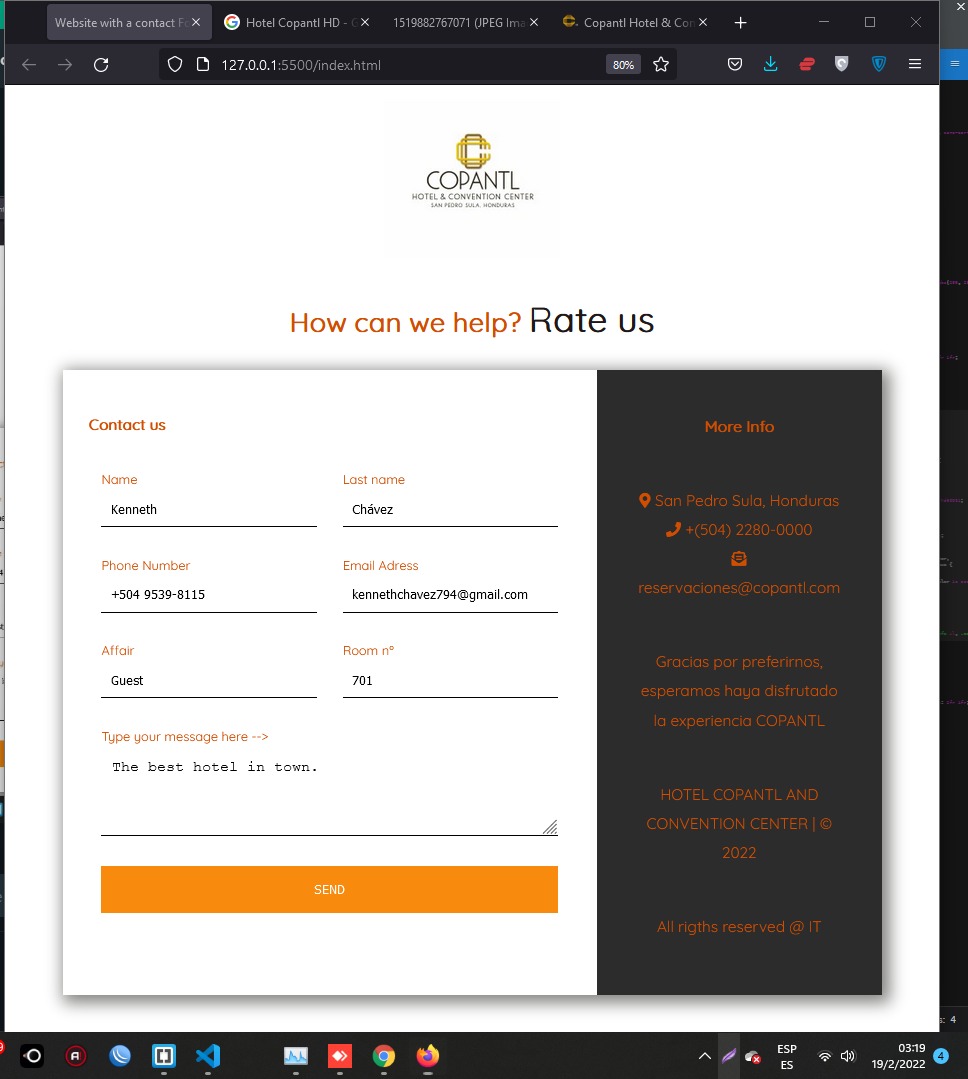 Website with a contact Fo
Hotel Copantl HD - G
1519882767071 (JPEG Ima
Copantl Hotel & Con
127.0.0.1:5500/index.html
80%
COPANTL
HOTEL & CONVENTION CENTER
SAN PEDRO SULA, HONDURAS
How can we help? Rate us
Contact us
Name
Last name
Kenneth
Chávez
Phone Number
Email Adress
+504 9539-8115
kennethchavez794@gmail.com
Affair
Room nº
Guest
701
Type your message here -->
The best hotel in town.
SEND
More Info
San Pedro Sula, Honduras
+(504) 2280-0000
reservaciones@copantl.com
Gracias por preferirnos,
esperamos haya disfrutado
la experiencia COPANTL
HOTEL COPANTL AND
CONVENTION CENTER | ©
2022
All rigths reserved @ IT
ESP
ES
03:19
19/2/2022
4